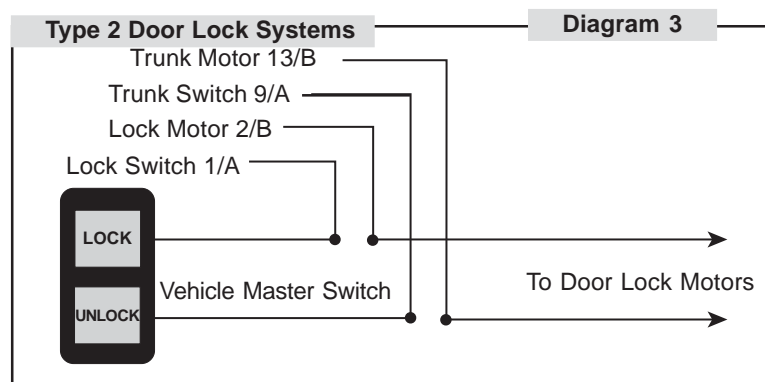 Type 2 Door Lock Systems
Diagram 3
Trunk Motor 13/B
Trunk Switch 9/A
Lock Motor 2/B
Lock Switch 1/A
LOCK
To Door Lock Motors
Vehicle Master Switch
UNLOCK